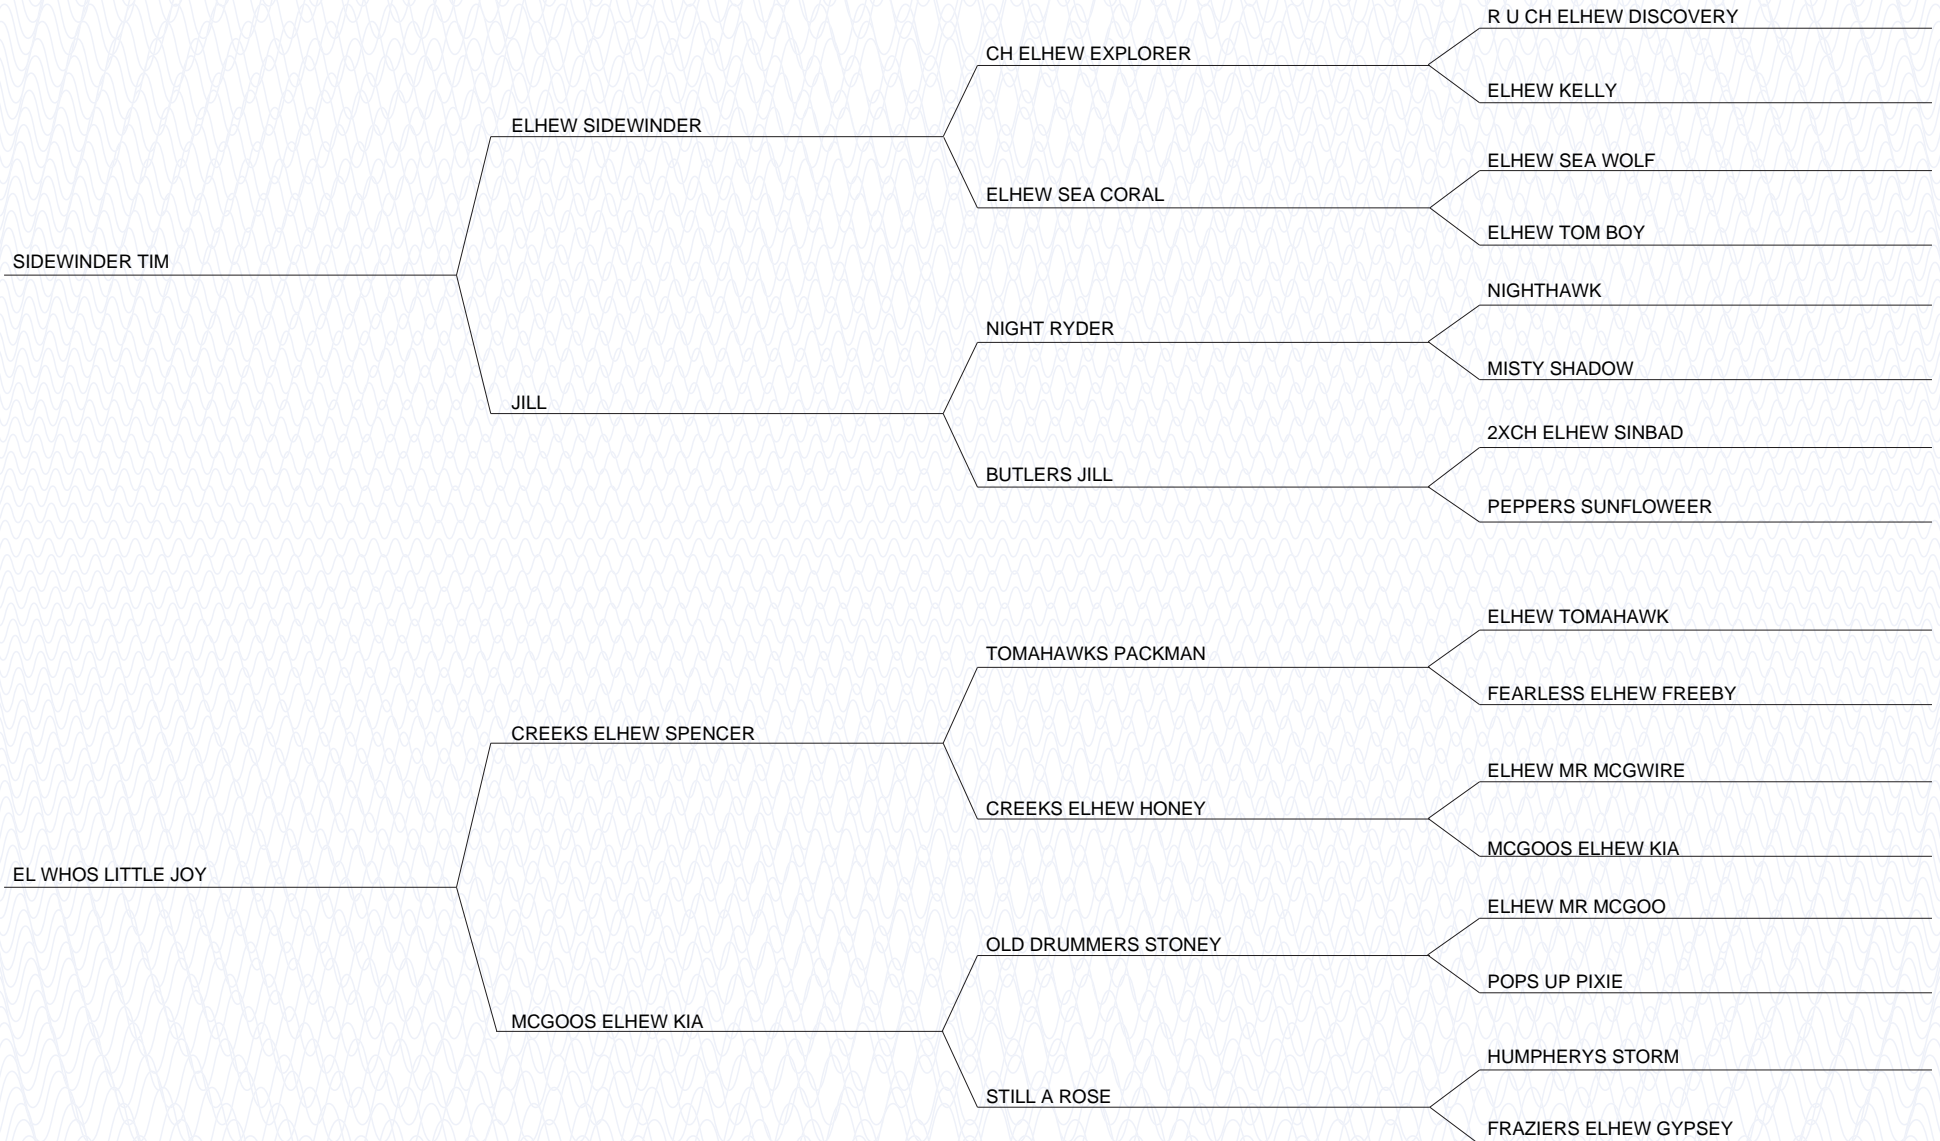 R U CH ELHEW DISCOVERY
CH ELHEW EXPLORER
ELHEW KELLY
ELHEW SIDEWINDER
ELHEW SEA WOLF
ELHEW SEA CORAL
ELHEW TOM BOY
SIDEWINDER TIM
NIGHTHAWK
NIGHT RYDER
MISTY SHADOW
JILL
2XCH ELHEW SINBAD
BUTLERS JILL
PEPPERS SUNFLOWEER
ELHEW TOMAHAWK
TOMAHAWKS PACKMAN
FEARLESS ELHEW FREEBY
CREEKS ELHEW SPENCER
ELHEW MR MCGWIRE
CREEKS ELHEW HONEY
MCGOOS ELHEW KIA
EL WHOS LITTLE JOY
ELHEW MR MCGOO
OLD DRUMMERS STONEY
POPS UP PIXIE
MCGOOS ELHEW KIA
HUMPHERYS STORM
STILL A ROSE
FRAZIERS ELHEW GYPSEY